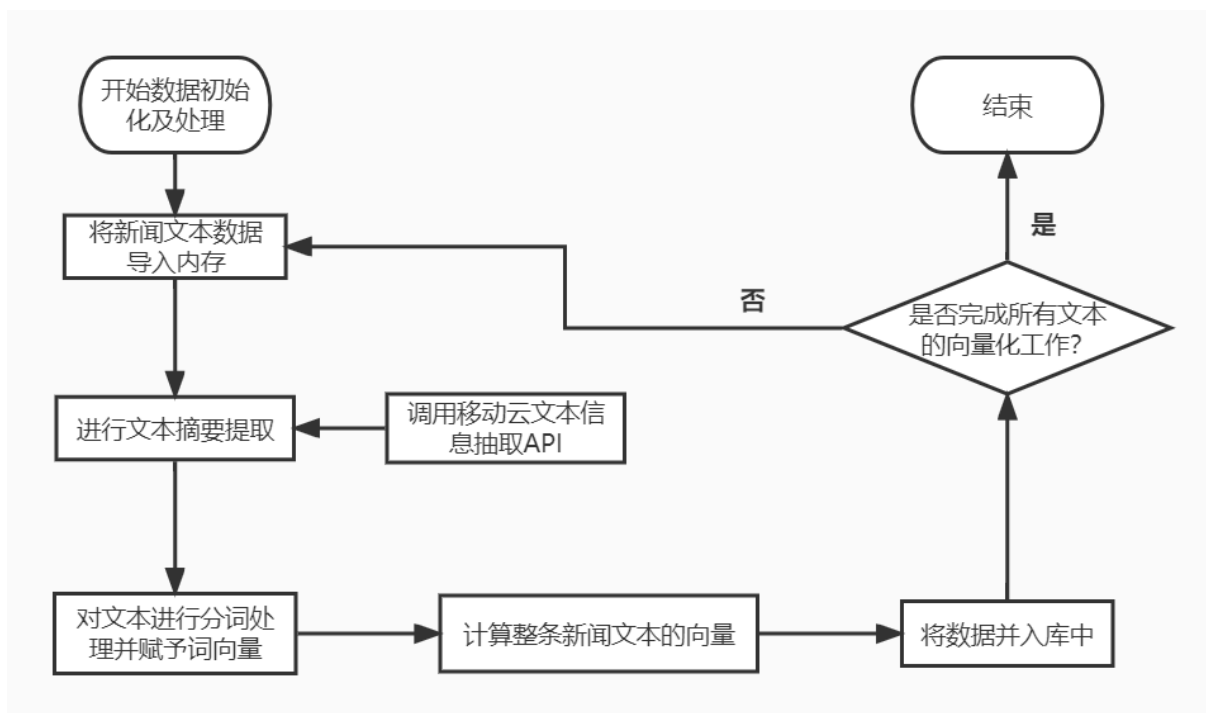 开始数据初始
化及处理
结束
将新闻文本数据
导入内存
是
否
是否完成所有文本
的向量化工作？
进行文本摘要提取
调用移动云文本信
息抽取API
对文本进行分词处
理并赋予词向量
计算整条新闻文本的向量
将数据并入库中